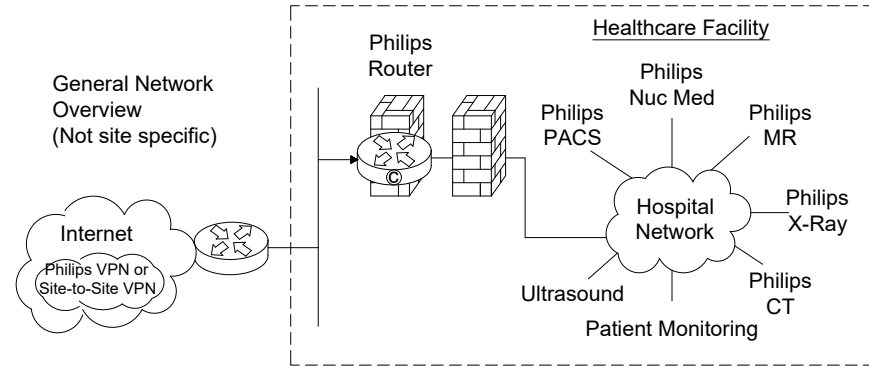 Healthcare Facility
General Network
Overview
(Not site specific)
Philips
Router
C
Internet
Philips VPN or
Site-to-Site VPN
Hospital
Network
Philips
PACS
Philips
Nuc Med
Philips
MR
Philips
X-Ray
Philips
CT
Patient Monitoring
Ultrasound